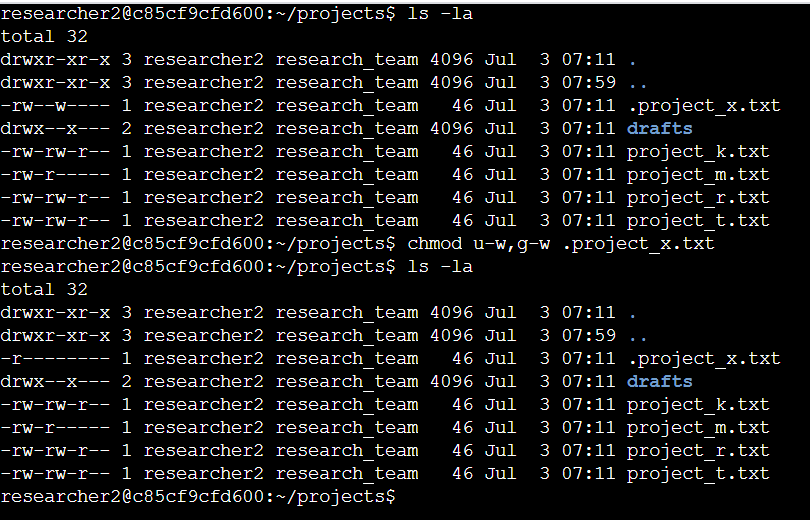 researcher2@c85cf9cfd600:~/projects$ ls -la
total 32
drwxr-xr-x 3 researcher2 research_team 4096 Jul  3 07:11 .
drwxr-xr-x 3 researcher2 research_team 4096 Jul  3 07:59 ..
-rw--w---- 1 researcher2 research_team   46 Jul  3 07:11 .project_x.txt
drwx--x--- 2 researcher2 research_team 4096 Jul  3 07:11 drafts
-rw-rw-r-- 1 researcher2 research_team   46 Jul  3 07:11 project_k.txt
-rw-r----- 1 researcher2 research_team   46 Jul  3 07:11 project_m.txt
-rw-rw-r-- 1 researcher2 research_team   46 Jul  3 07:11 project_r.txt
-rw-rw-r-- 1 researcher2 research_team   46 Jul  3 07:11 project_t.txt
researcher2@c85cf9cfd600:~/projects$ chmod u-w,g-w .project_x.txt
researcher2@c85cf9cfd600:~/projects$ ls -la
total 32
drwxr-xr-x 3 researcher2 research_team 4096 Jul  3 07:11 .
drwxr-xr-x 3 researcher2 research_team 4096 Jul  3 07:59 ..
-r-------- 1 researcher2 research_team   46 Jul  3 07:11 .project_x.txt
drwx--x--- 2 researcher2 research_team 4096 Jul  3 07:11 drafts
-rw-rw-r-- 1 researcher2 research_team   46 Jul  3 07:11 project_k.txt
-rw-r----- 1 researcher2 research_team   46 Jul  3 07:11 project_m.txt
-rw-rw-r-- 1 researcher2 research_team   46 Jul  3 07:11 project_r.txt
-rw-rw-r-- 1 researcher2 research_team   46 Jul  3 07:11 project_t.txt
researcher2@c85cf9cfd600:~/projects$